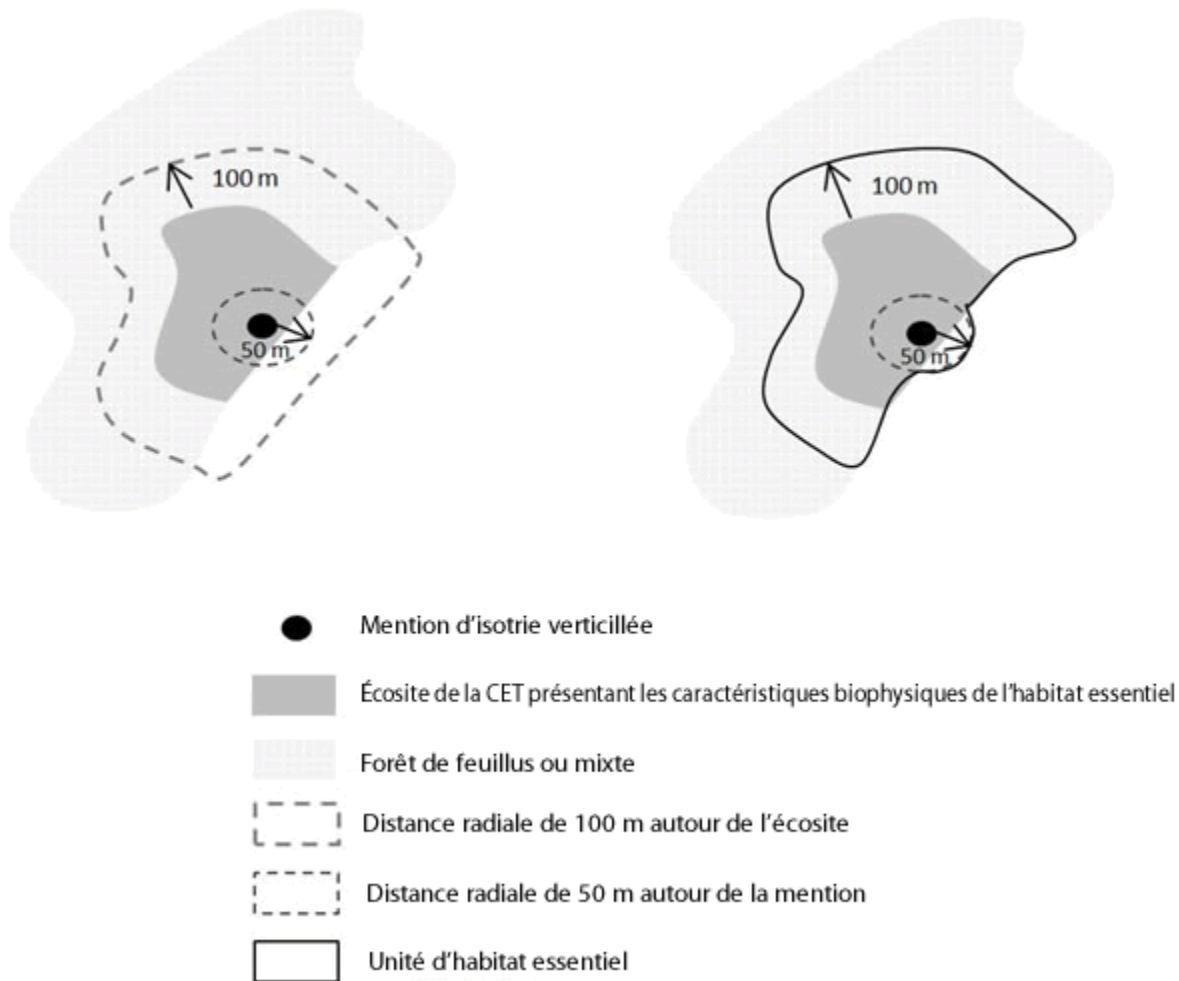 100 m
100 m
50 m
50 m
Mention d'isotrie verticillée
Écosite de la CET présentant les caractéristiques biophysiques de l'habitat essentiel
Forêt de feuillus ou mixte
Distance radiale de 100 m autour de l'écosite
Distance radiale de 50 m autour de la mention
Unité d'habitat essentiel